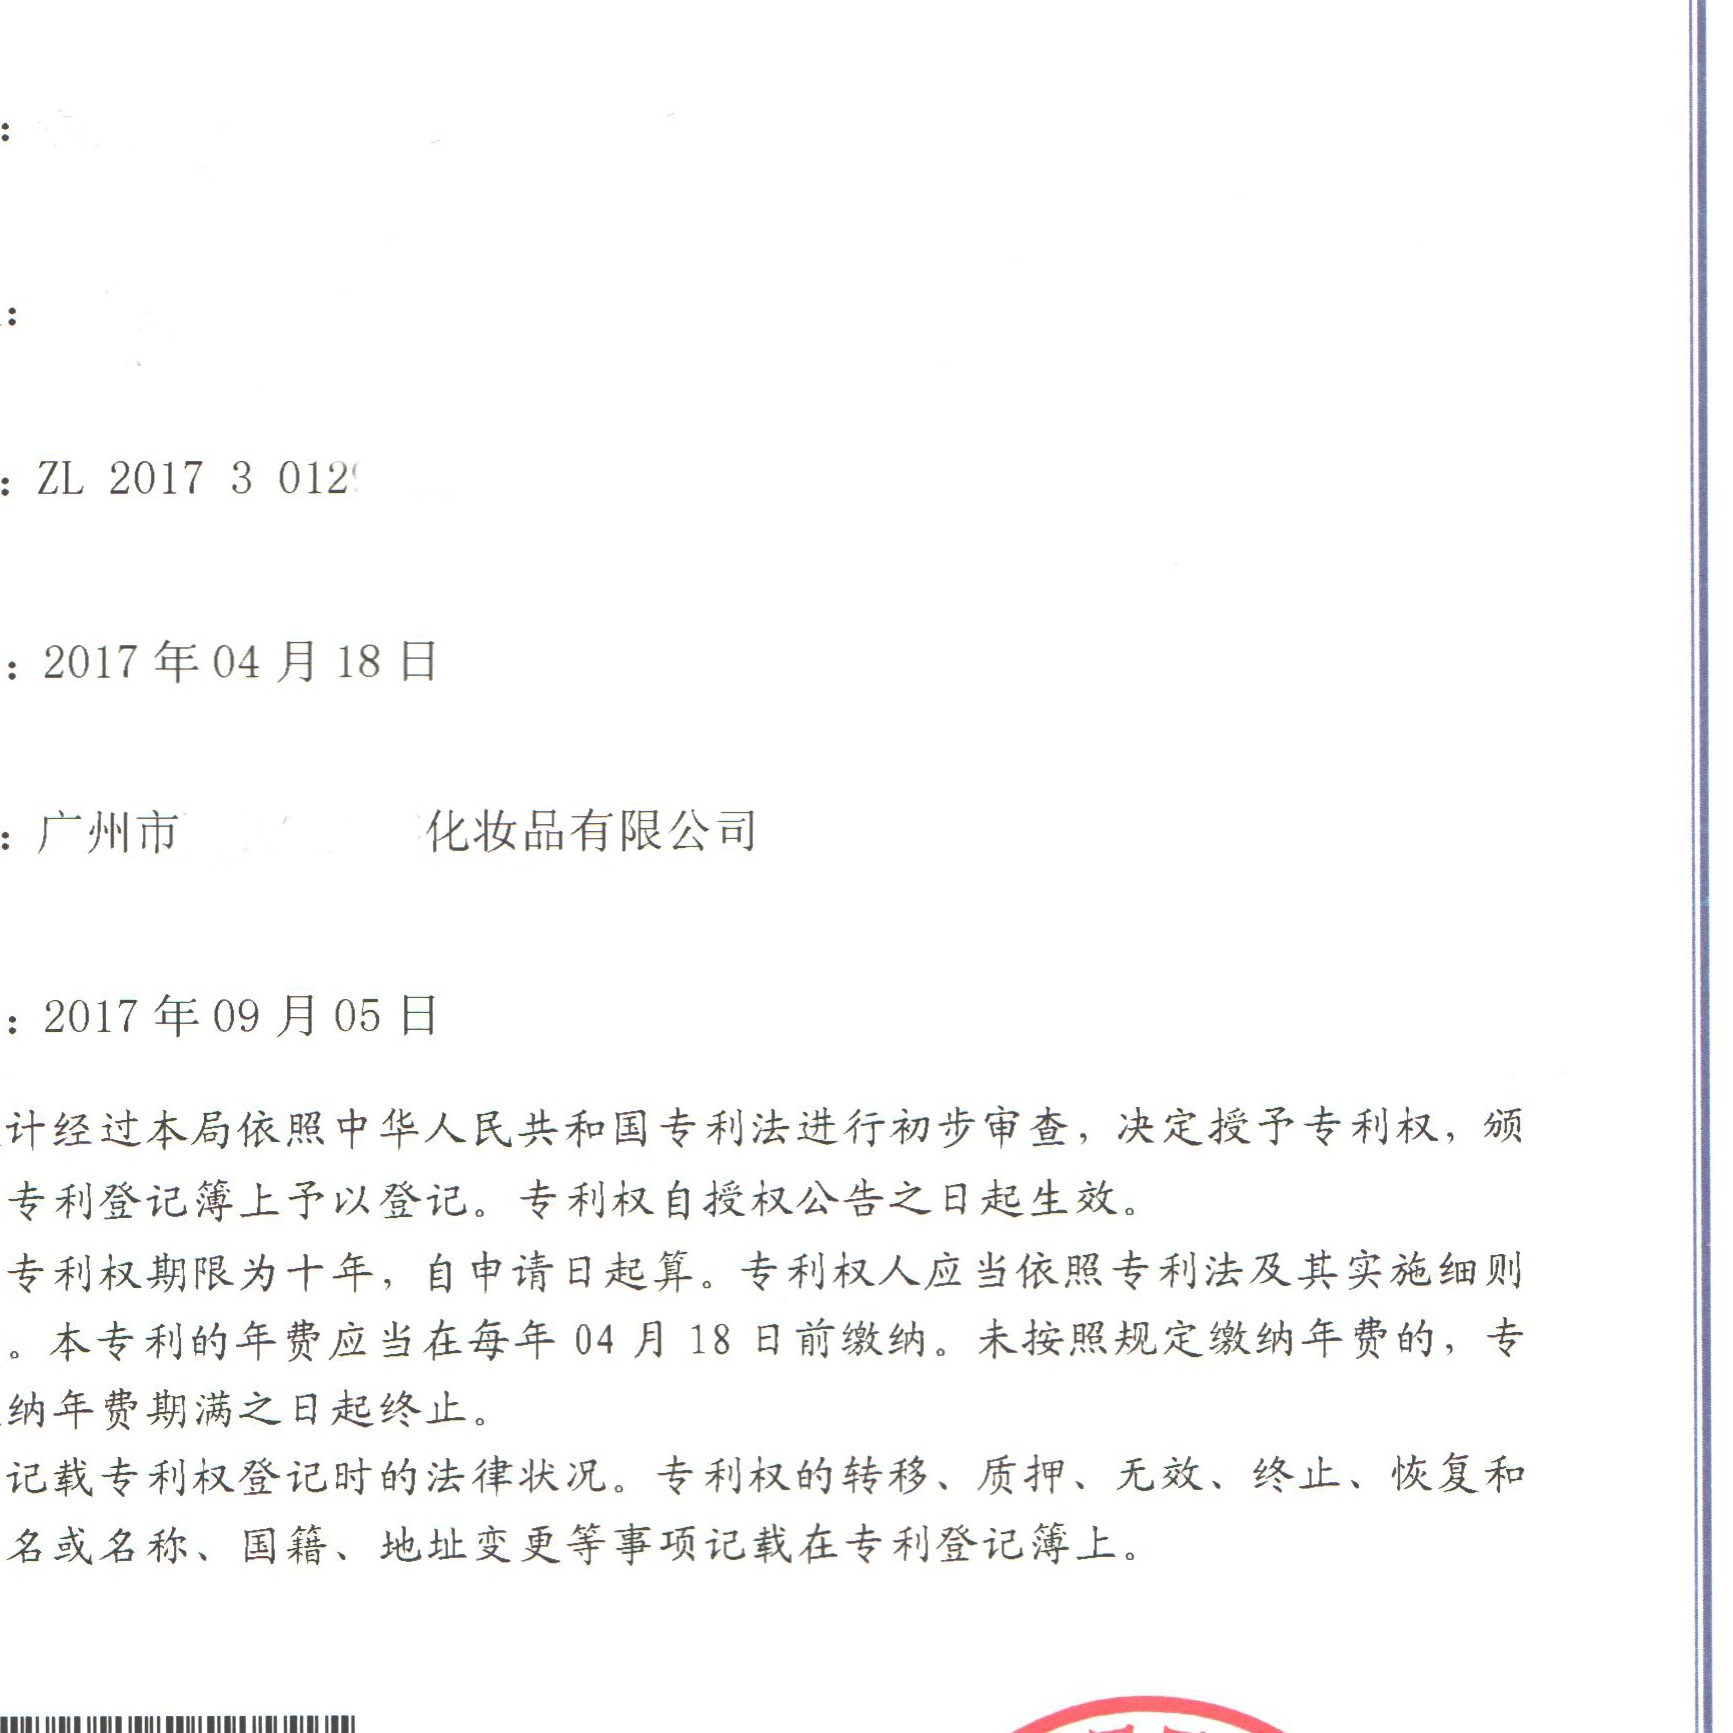 :
:
: ZL 2017 3 0129
: 2017 年 04 月 18 日
: 广州市 化妆品有限公司
: 2017 年 09 月 05 日
计经过本局依照中华人民共和国专利法进行初步审查，决定授予专利权，颁
专利登记簿上予以登记。专利权自授权公告之日起生效。
专利权期限为十年，自申请日起算。专利权人应当依照专利法及其实施细则
。本专利的年费应当在每年 04 月 18 日前缴纳。未按照规定缴纳年费的，专
纳年费期满之日起终止。
记载专利权登记时的法律状况。专利权的转移、质押、无效、终止、恢复和
名或名称、国籍、地址变更等事项记载在专利登记簿上。